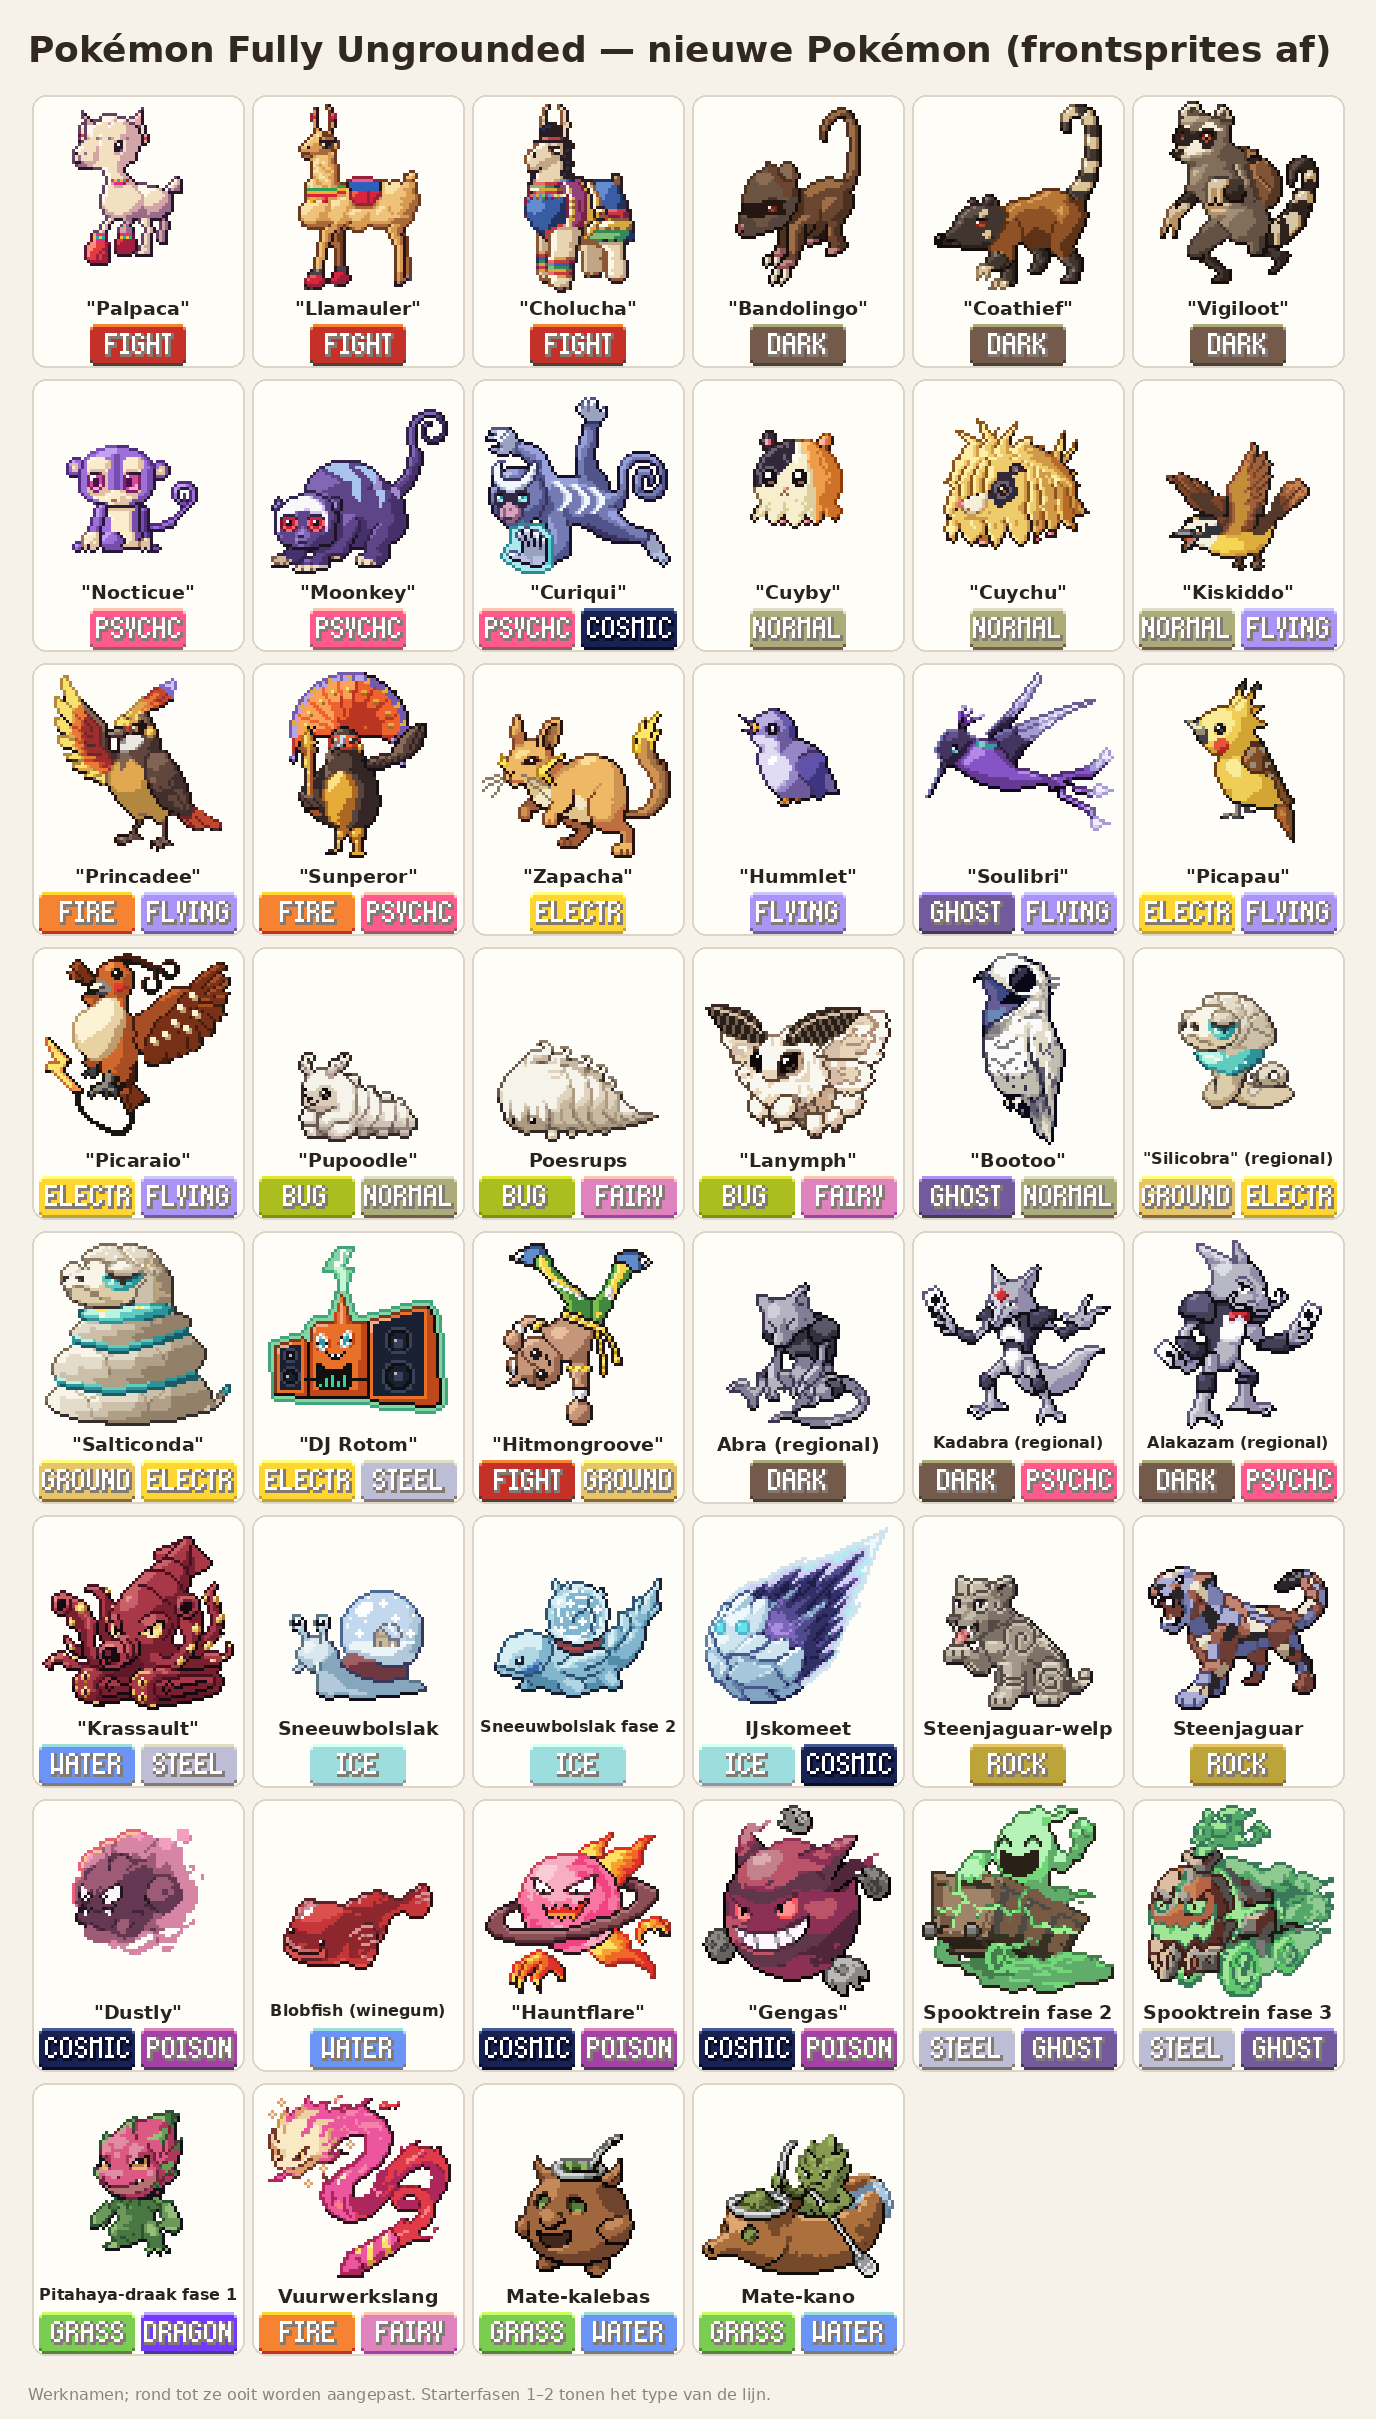 Pokémon Fully Ungrounded — nieuwe Pokémon (frontsprites af)
"Palpaca" "Llamauler" "Cholucha" "Bandolingo" "Coathief" "Vigiloot"
FIGHT FIGHT FIGHT DARK DARK DARK
"Nocticue" "Moonkey" "Curiqui" "Cuyby" "Cuychu" "Kiskiddo"
PSYCHC PSYCHC PSYCHC COSMIC NORMAL NORMAL NORMAL FLYING
"Princadee" "Sunperor" "Zapacha" "Hummlet" "Soulibri" "Picapau"
FIRE FLYING FIRE PSYCHC ELECTR FLYING GHOST FLYING ELECTR FLYING
"Picaraio" "Pupoodle" Poesrups "Lanymph" "Bootoo" "Silicobra" (regional)
ELECTR FLYING BUG NORMAL BUG FAIRY BUG FAIRY GHOST NORMAL GROUND ELECTR
"Salticonda" "DJ Rotom" "Hitmongroove" Abra (regional) Kadabra (regional) Alakazam (regional)
GROUND ELECTR ELECTR STEEL FIGHT GROUND DARK DARK PSYCHC DARK PSYCHC
"Krassault" Sneeuwbolslak Sneeuwbolslak fase 2 IJskomeet Steenjaguar-welp Steenjaguar
WATER STEEL ICE ICE ICE COSMIC ROCK ROCK
"Dustly" Blobfish (winegum) "Hauntflare" "Gengas" Spooktrein fase 2 Spooktrein fase 3
COSMIC POISON WATER COSMIC POISON COSMIC POISON STEEL GHOST STEEL GHOST
Pitahaya-draak fase 1 Vuurwerkslang Mate-kalebas Mate-kano
GRASS DRAGON FIRE FAIRY GRASS WATER GRASS WATER
Werknamen; rond tot ze ooit worden aangepast. Starterfasen 1–2 tonen het type van de lijn.